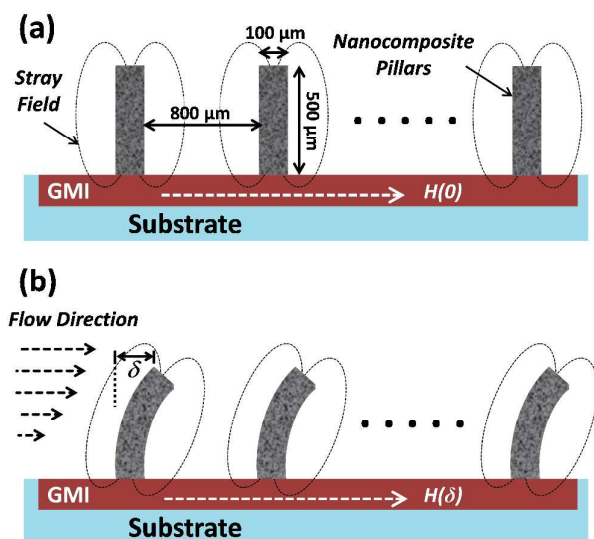 (a)
100 µm
Nanocomposite
Pillars
Stray
Field
800 µm
500 µm
GMI
H(0)
Substrate
(b)
Flow Direction
δ
GMI
H(δ)
Substrate